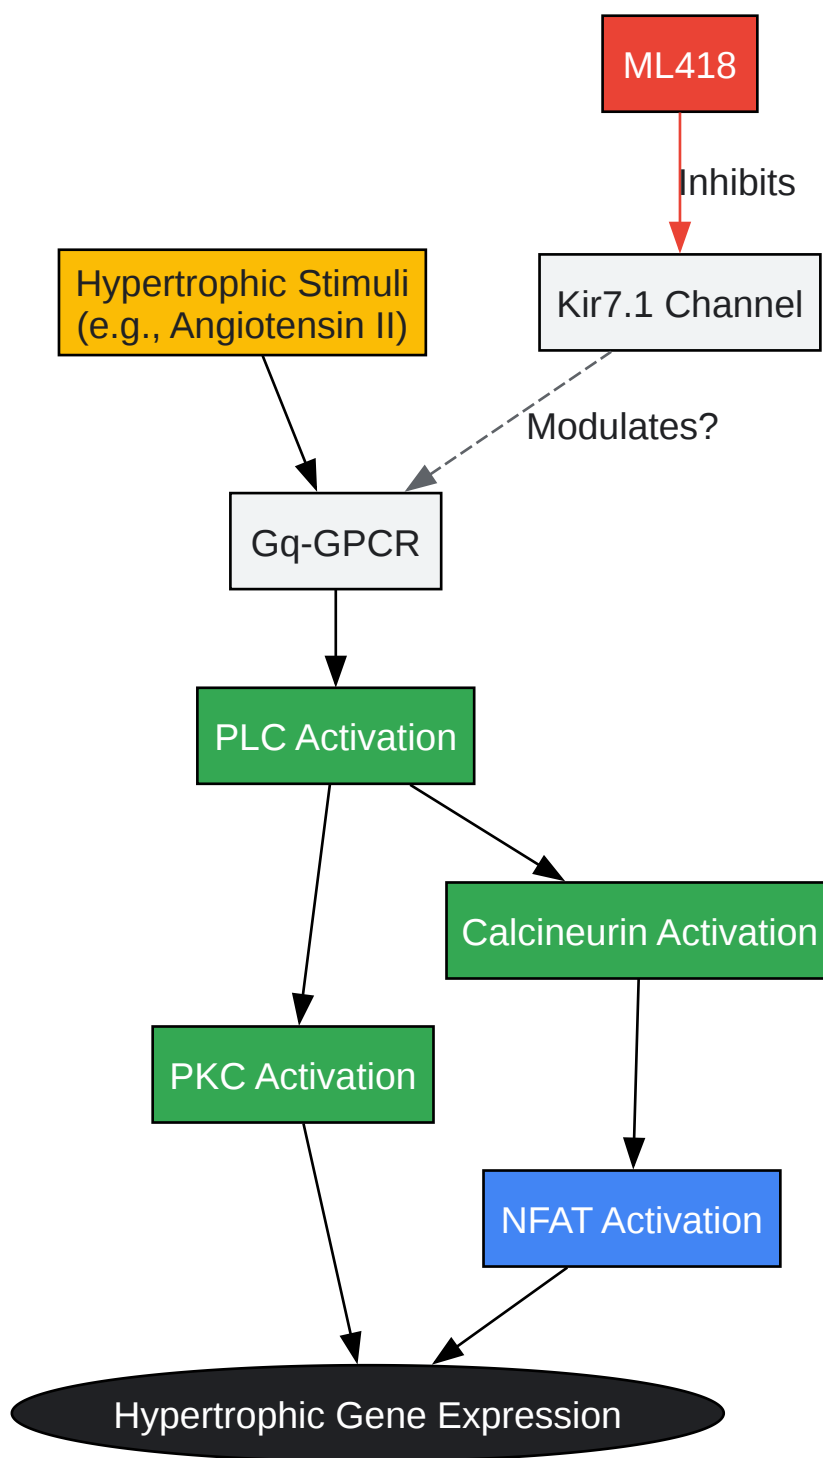 ML418
Inhibits
Hypertrophic Stimuli
(e.g., Angiotensin II)
Kir7.1 Channel
Modulates?
Gq-GPCR
PLC Activation
Calcineurin Activation
PKC Activation
NFAT Activation
Hypertrophic Gene Expression